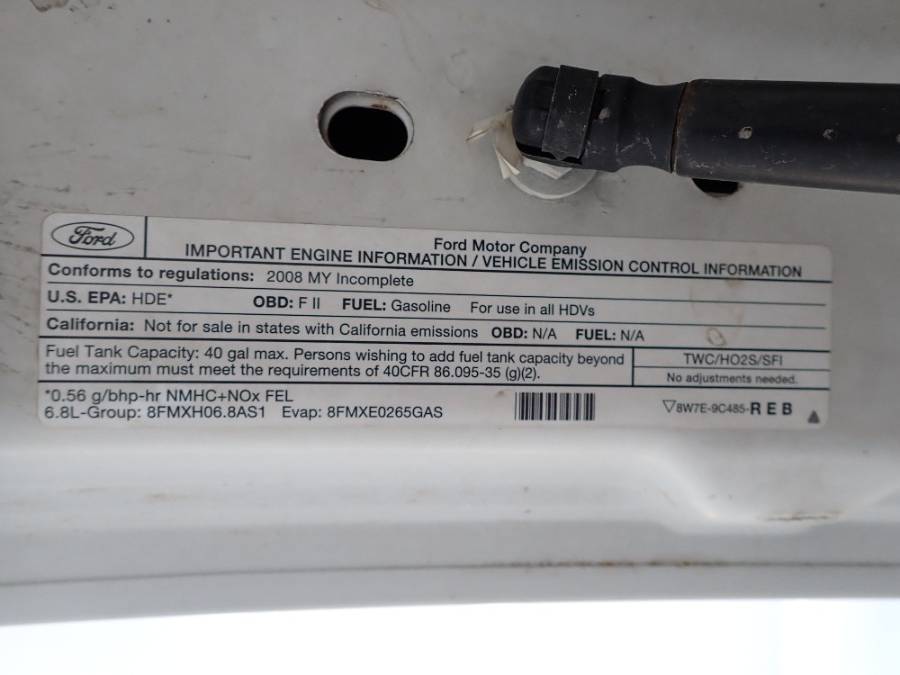 Ford
Ford Motor Company
IMPORTANT ENGINE INFORMATION / VEHICLE EMISSION CONTROL INFORMATION
Conforms to regulations: 2008 MY Incomplete
U.S. EPA: HDE* OBD: F II FUEL: Gasoline For use in all HDVs
California: Not for sale in states with California emissions OBD: N/A FUEL: N/A
Fuel Tank Capacity: 40 gal max. Persons wishing to add fuel tank capacity beyond
the maximum must meet the requirements of 40CFR 86.095-35 (g)(2).
TWC/HO2S/SFI
No adjustments needed.
*0.56 g/bhp-hr NMHC+NOx FEL
6.8L-Group: 8FMXH06.8AS1 Evap: 8FMXE0265GAS
8W7E-9C485-R E B